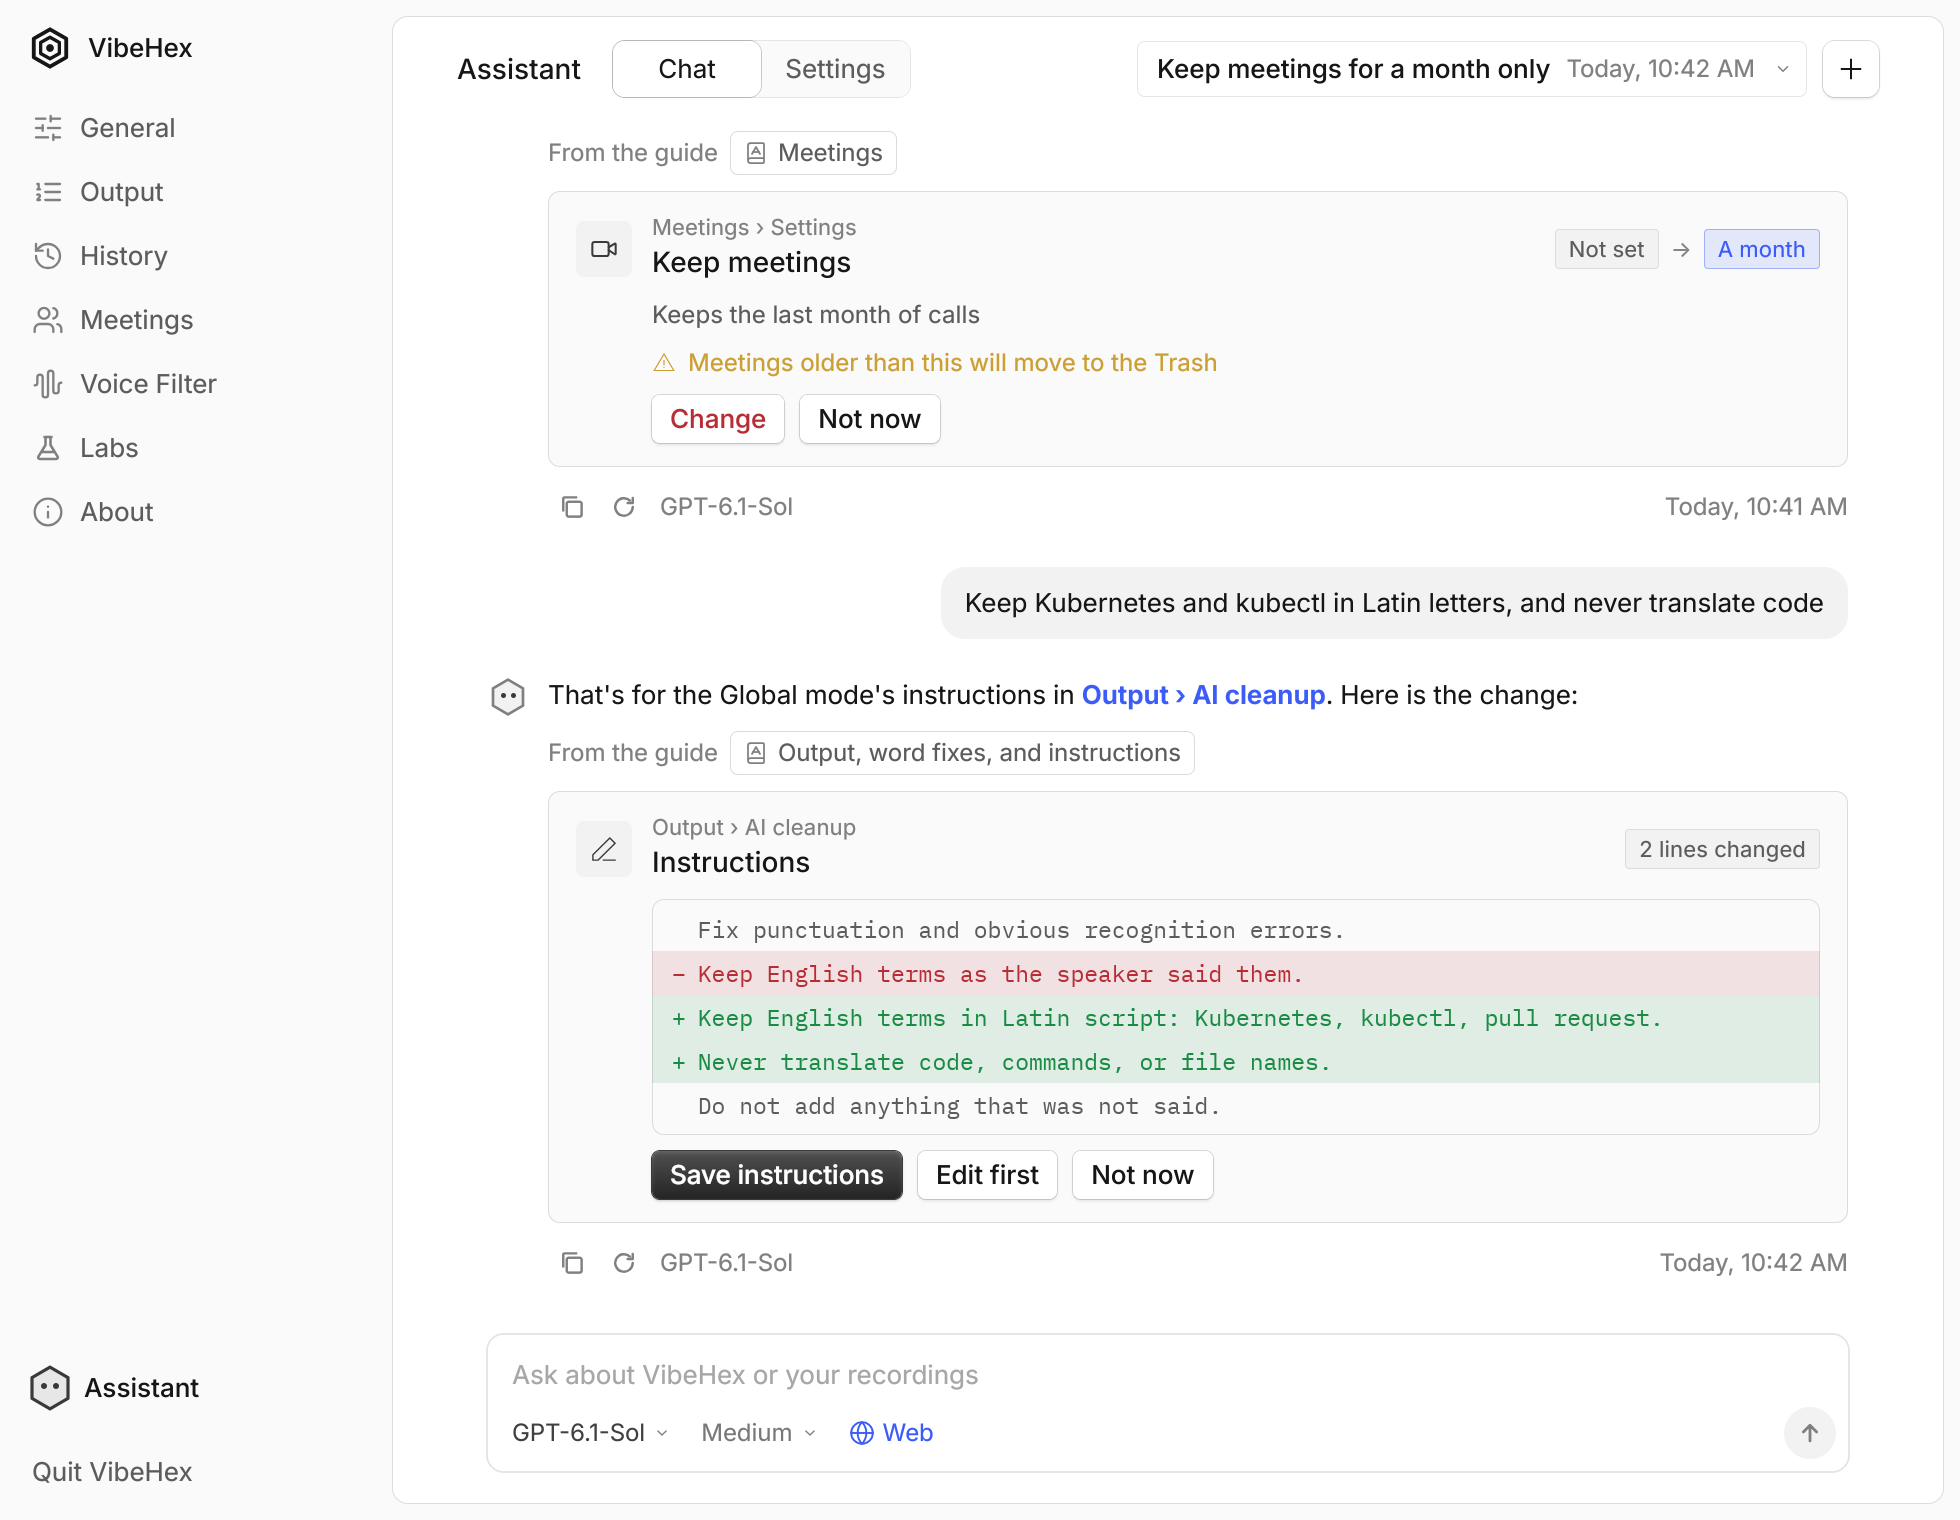 VibeHex
General
Output
History
Meetings
Voice Filter
Labs
About
Assistant
Quit VibeHex
Assistant
Chat
Settings
Keep meetings for a month only Today, 10:42 AM
From the guide Meetings
Meetings › Settings
Keep meetings
Not set → A month
Keeps the last month of calls
Meetings older than this will move to the Trash
Change
Not now
GPT-6.1-Sol
Today, 10:41 AM
Keep Kubernetes and kubectl in Latin letters, and never translate code
That's for the Global mode's instructions in Output › AI cleanup. Here is the change:
From the guide Output, word fixes, and instructions
Output › AI cleanup
Instructions
2 lines changed
Fix punctuation and obvious recognition errors.
− Keep English terms as the speaker said them.
+ Keep English terms in Latin script: Kubernetes, kubectl, pull request.
+ Never translate code, commands, or file names.
Do not add anything that was not said.
Save instructions
Edit first
Not now
GPT-6.1-Sol
Today, 10:42 AM
Ask about VibeHex or your recordings
GPT-6.1-Sol
Medium
Web